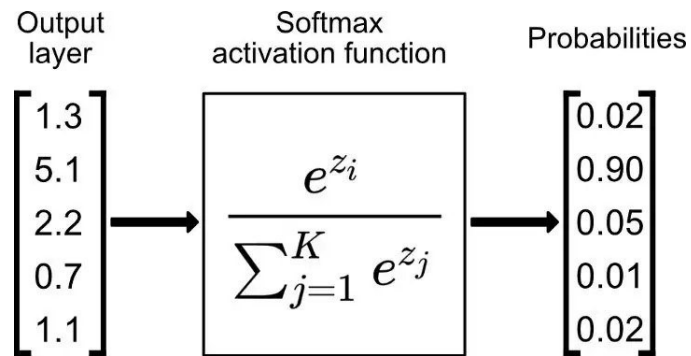 Output
layer
Softmax
activation function
Probabilities
1.3
5.1
2.2
0.7
1.1
e^{z_i}
∑_{j=1}^{K} e^{z_j}
0.02
0.90
0.05
0.01
0.02